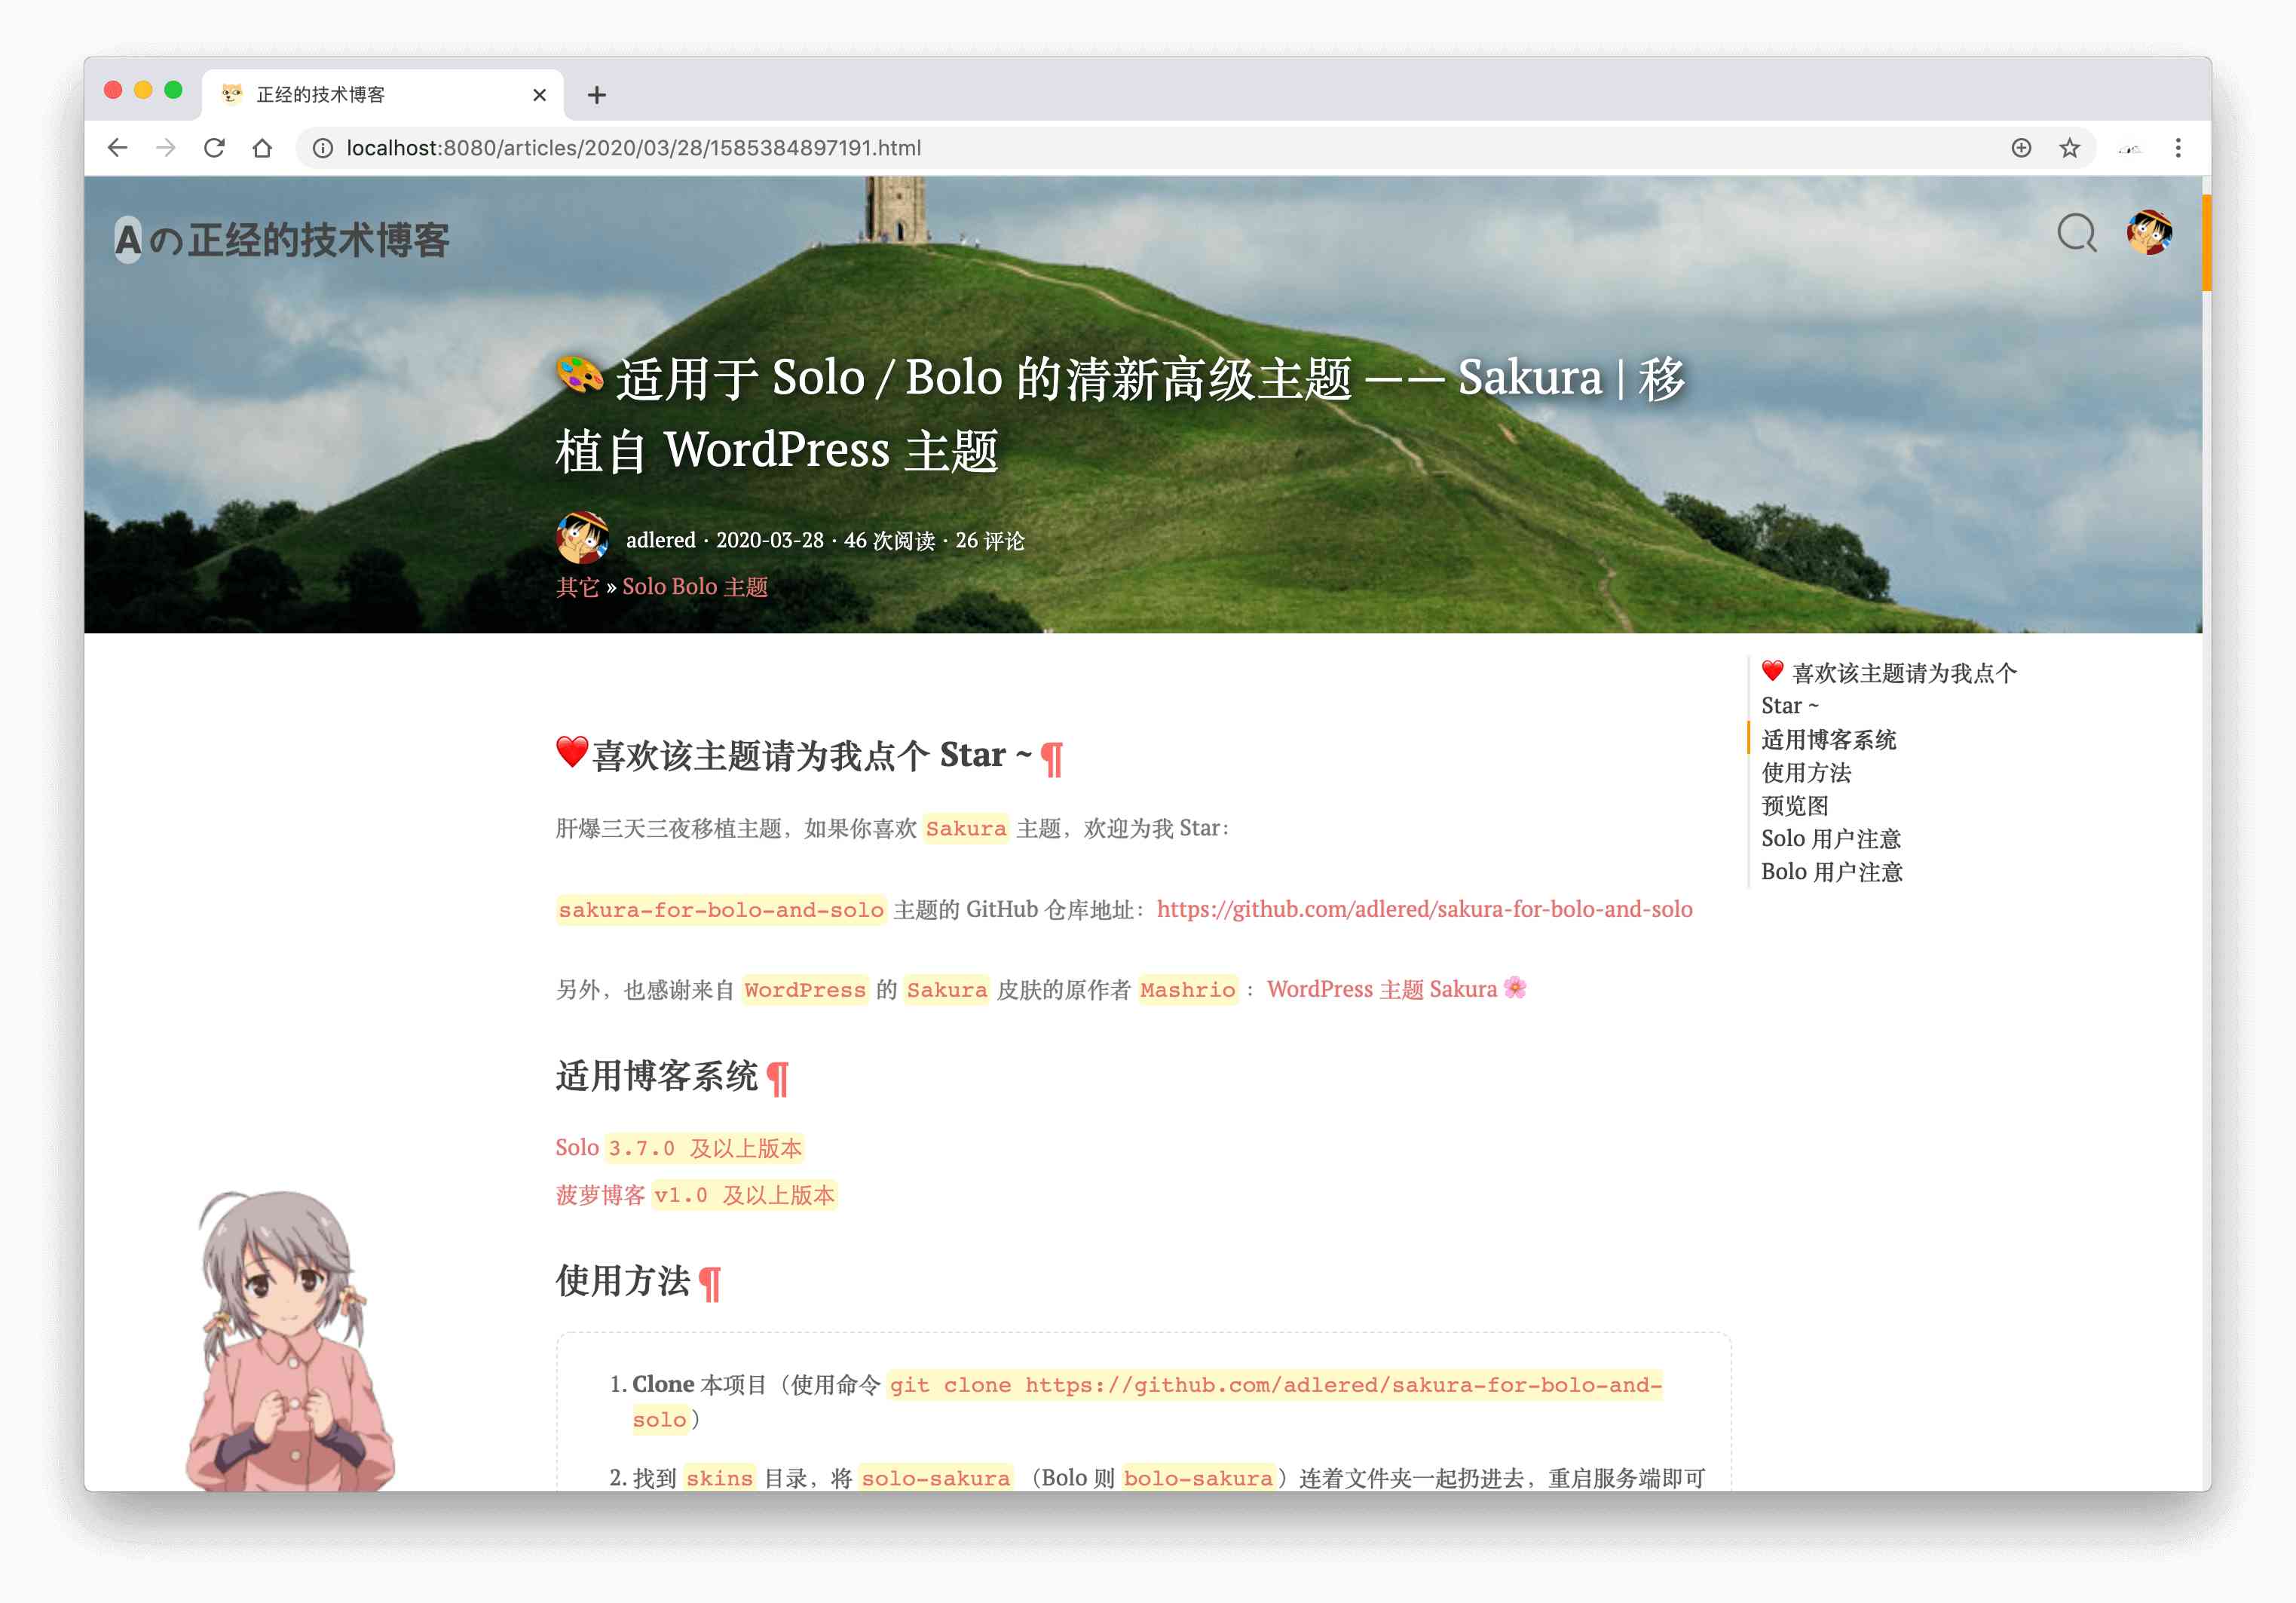 正经的技术博客
localhost:8080/articles/2020/03/28/1585384897191.html
Aの正经的技术博客
🎨 适用于 Solo / Bolo 的清新高级主题 —— Sakura | 移
植自 WordPress 主题
adlered · 2020-03-28 · 46 次阅读 · 26 评论
其它 » Solo Bolo 主题
❤️ 喜欢该主题请为我点个
Star ~
适用博客系统
使用方法
预览图
Solo 用户注意
Bolo 用户注意
❤️喜欢该主题请为我点个 Star ~ ¶
肝爆三天三夜移植主题，如果你喜欢 Sakura 主题，欢迎为我 Star：
sakura-for-bolo-and-solo 主题的 GitHub 仓库地址：https://github.com/adlered/sakura-for-bolo-and-solo
另外，也感谢来自 WordPress 的 Sakura 皮肤的原作者 Mashrio ：WordPress 主题 Sakura🌸
适用博客系统 ¶
Solo 3.7.0 及以上版本
菠萝博客 v1.0 及以上版本
使用方法 ¶
1. Clone 本项目（使用命令 git clone https://github.com/adlered/sakura-for-bolo-and-
solo）
2. 找到 skins 目录，将 solo-sakura （Bolo 则 bolo-sakura）连着文件夹一起扔进去，重启服务端即可